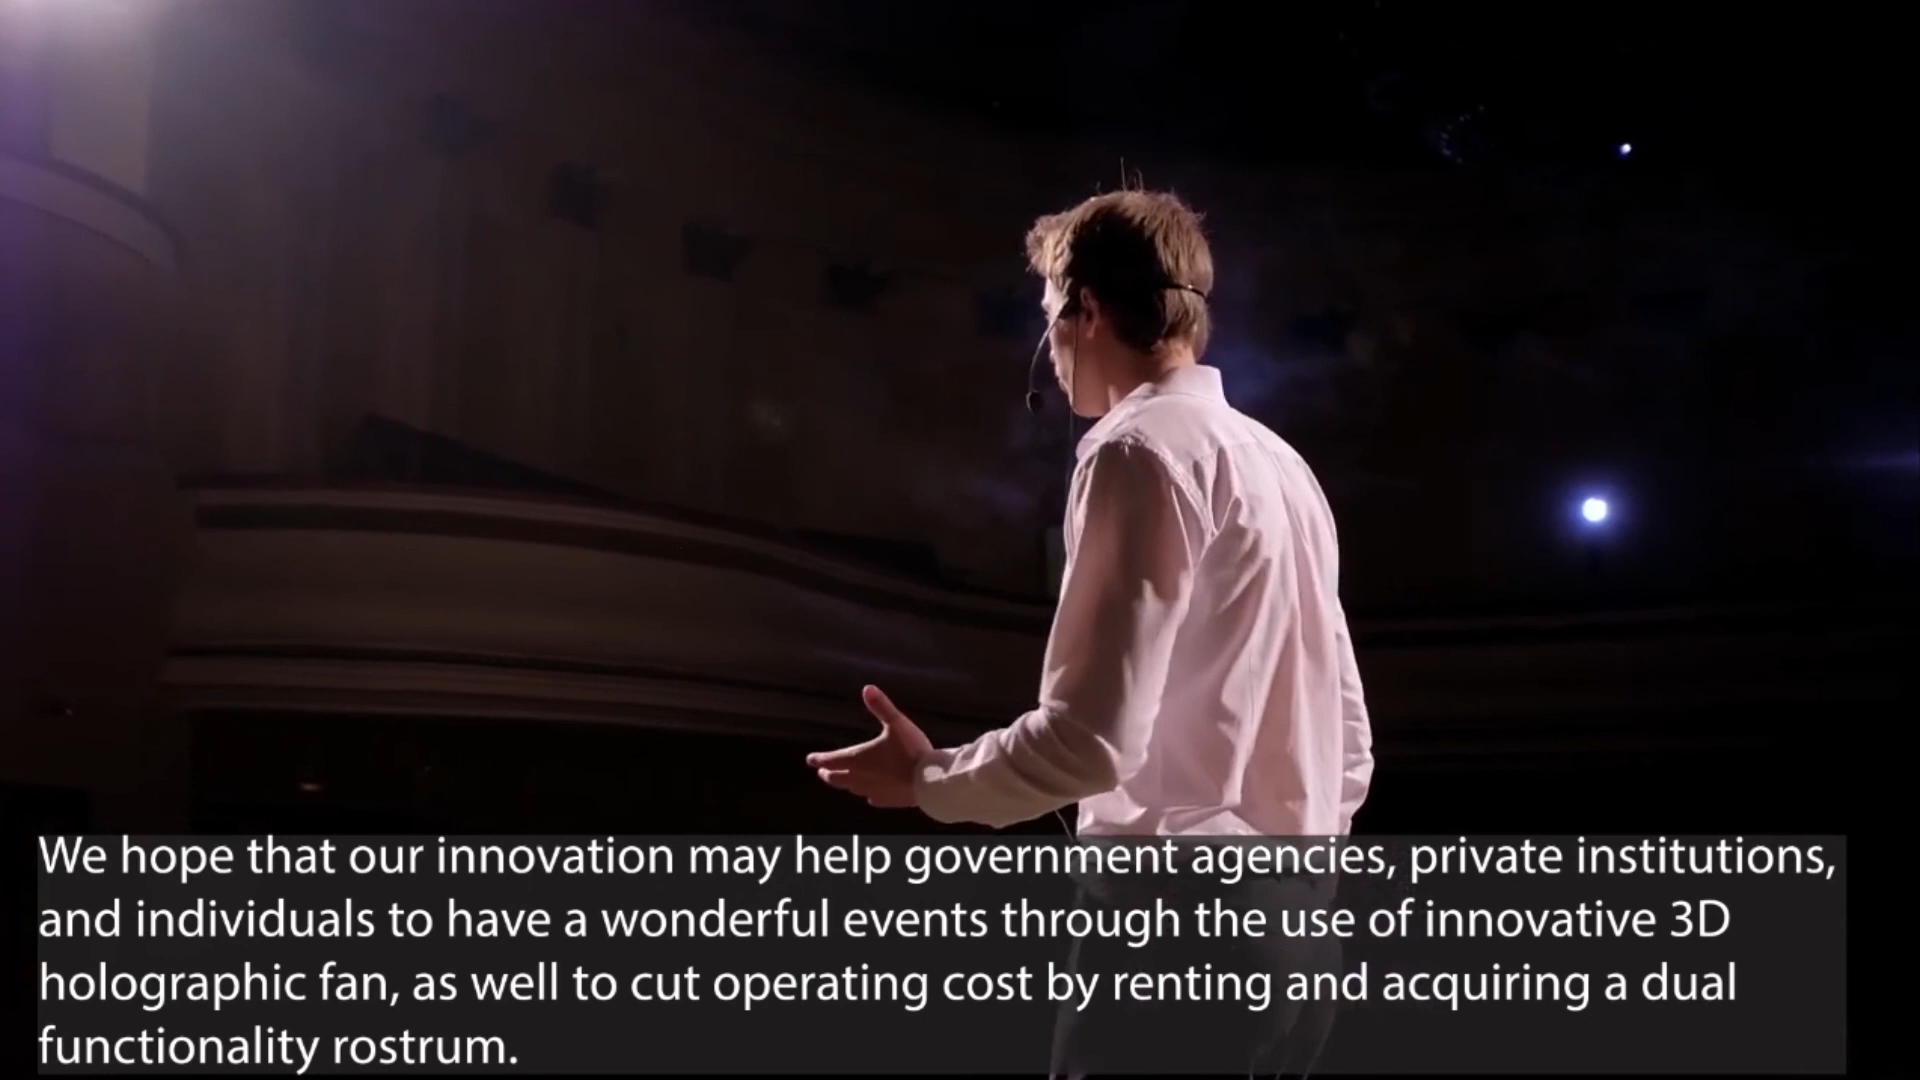 We hope that our innovation may help government agencies, private institutions,
and individuals to have a wonderful events through the use of innovative 3D
holographic fan, as well to cut operating cost by renting and acquiring a dual
functionality rostrum.